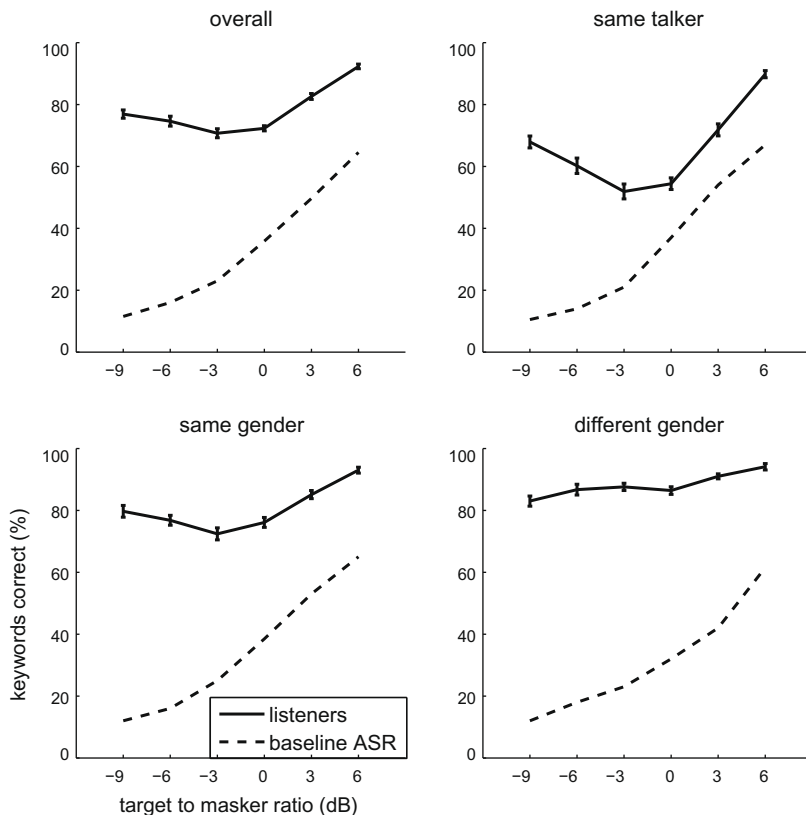 overall
100
80
60
40
20
0
−9 −6 −3 0 3 6
same talker
100
80
60
40
20
0
−9 −6 −3 0 3 6
same gender
100
80
60
40
20
0
−9 −6 −3 0 3 6
keywords correct (%)
target to masker ratio (dB)
listeners
baseline ASR
different gender
100
80
60
40
20
0
−9 −6 −3 0 3 6